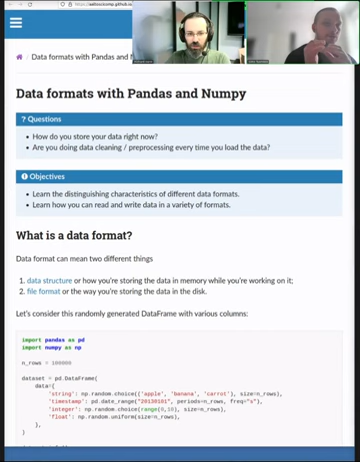 Data formats with Pandas and
Data formats with Pandas and Numpy
? Questions
• How do you store your data right now?
• Are you doing data cleaning / preprocessing every time you load the data?
Objectives
• Learn the distinguishing characteristics of different data formats.
• Learn how you can read and write data in a variety of formats.
What is a data format?
Data format can mean two different things
1. data structure or how you're storing the data in memory while you're working on it;
2. file format or the way you're storing the data in the disk.
Let's consider this randomly generated DataFrame with various columns:
import pandas as pd
import numpy as np
n_rows = 100000
dataset = pd.DataFrame(
data={
'string': np.random.choice(('apple', 'banana', 'carrot'), size=n_rows),
'timestamp': pd.date_range("20130101", periods=n_rows, freq="s"),
'integer': np.random.choice(range(0,10), size=n_rows),
'float': np.random.uniform(size=n_rows),
},
)